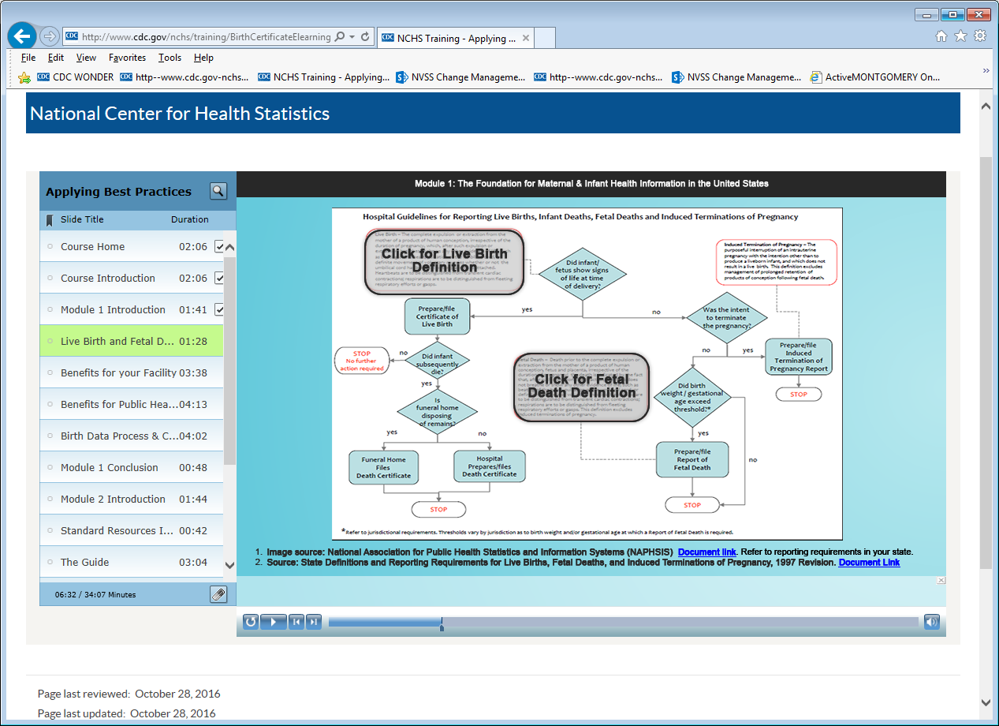 http://www.cdc.gov/nchs/training/BirthCertificateElearning
CDC NCHS Training - Applying ...
File Edit View Favorites Tools Help
CDC WONDER
http--www.cdc.gov-nchs...
NCHS Training - Applying...
NVSS Change Manageme...
http--www.cdc.gov-nchs...
NVSS Change Manageme...
ActiveMONTGOMERY On...
National Center for Health Statistics
Applying Best Practices
Slide Title Duration
Course Home 02:06
Course Introduction 02:06
Module 1 Introduction 01:41
Live Birth and Fetal D... 01:28
Benefits for your Facility 03:38
Benefits for Public Hea... 04:13
Birth Data Process & C... 04:02
Module 1 Conclusion 00:48
Module 2 Introduction 01:44
Standard Resources I... 00:42
The Guide 03:04
06:32 / 34:07 Minutes
Module 1: The Foundation for Maternal & Infant Health Information in the United States
Hospital Guidelines for Reporting Live Births, Infant Deaths, Fetal Deaths and Induced Terminations of Pregnancy
Click for Live Birth
Definition
Did infant/
fetus show signs
of life at time
of delivery?
Induced Termination of Pregnancy – The
purposeful interruption of an intrauterine
pregnancy with the intention other than to
produce a liveborn infant, and which does not
result in a live birth. This definition excludes
management of prolonged retention of
products of conception following fetal death.
yes
no
Prepare/file
Certificate of
Live Birth
Was the intent
to terminate
the pregnancy?
no
yes
STOP
No further
action required
no
Did infant
subsequently
die?
yes
Prepare/file
Induced
Termination of
Pregnancy Report
STOP
Click for Fetal
Death Definition
Did birth
weight / gestational
age exceed
threshold?*
Is
funeral home
disposing
of remains?
yes
no
yes
no
Funeral Home
Files
Death Certificate
Hospital
Prepares/files
Death Certificate
Prepare/file
Report of
Fetal Death
STOP
STOP
*Refer to jurisdictional requirements. Thresholds vary by jurisdiction as to birth weight and/or gestational age at which a Report of Fetal Death is required.
1. Image source: National Association for Public Health Statistics and Information Systems (NAPHSIS) Document link. Refer to reporting requirements in your state.
2. Source: State Definitions and Reporting Requirements for Live Births, Fetal Deaths, and Induced Terminations of Pregnancy, 1997 Revision. Document Link
Page last reviewed: October 28, 2016
Page last updated: October 28, 2016